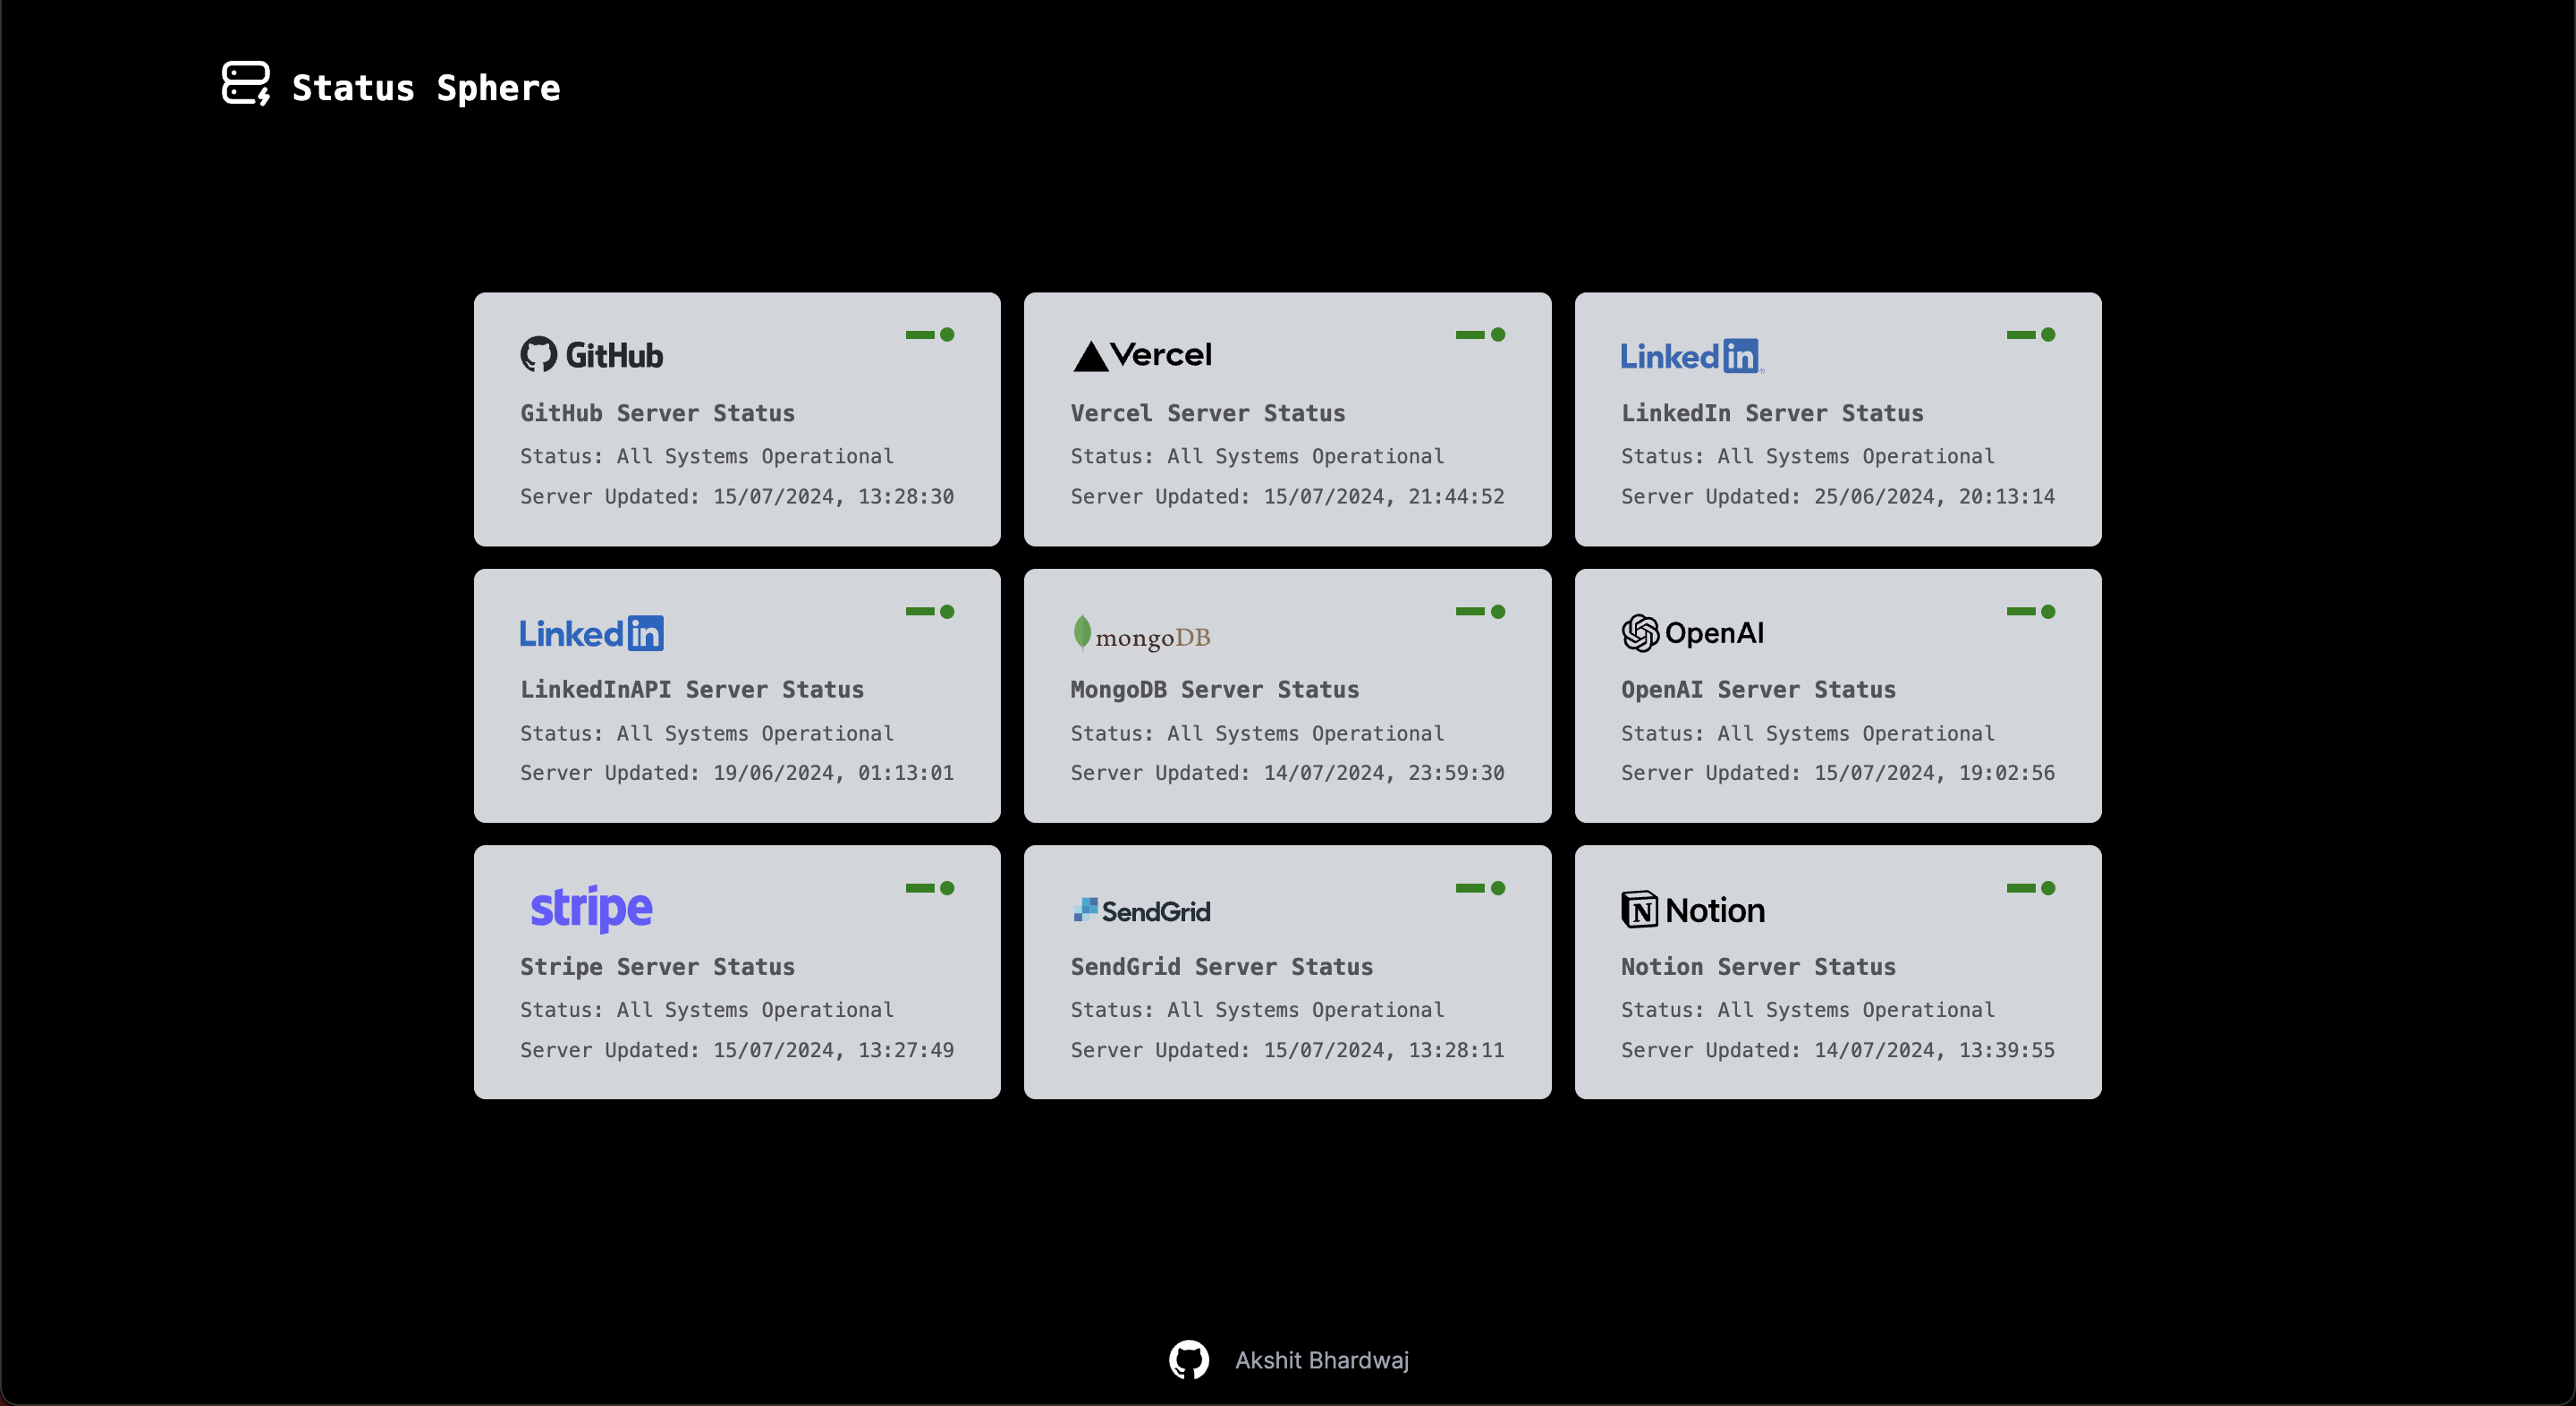 Status Sphere
GitHub
GitHub Server Status
Status: All Systems Operational
Server Updated: 15/07/2024, 13:28:30
Vercel
Vercel Server Status
Status: All Systems Operational
Server Updated: 15/07/2024, 21:44:52
Linked in
LinkedIn Server Status
Status: All Systems Operational
Server Updated: 25/06/2024, 20:13:14
Linked in
LinkedInAPI Server Status
Status: All Systems Operational
Server Updated: 19/06/2024, 01:13:01
mongoDB
MongoDB Server Status
Status: All Systems Operational
Server Updated: 14/07/2024, 23:59:30
OpenAI
OpenAI Server Status
Status: All Systems Operational
Server Updated: 15/07/2024, 19:02:56
stripe
Stripe Server Status
Status: All Systems Operational
Server Updated: 15/07/2024, 13:27:49
SendGrid
SendGrid Server Status
Status: All Systems Operational
Server Updated: 15/07/2024, 13:28:11
N Notion
Notion Server Status
Status: All Systems Operational
Server Updated: 14/07/2024, 13:39:55
Akshit Bhardwaj